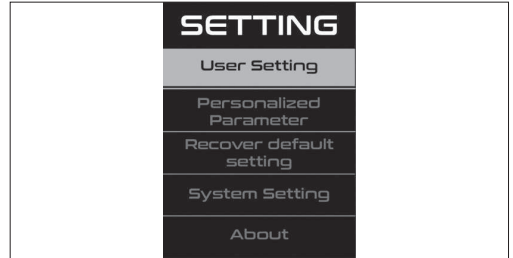 SETTING
User Setting
Personalized
Parameter
Recover default
setting
System Setting
About